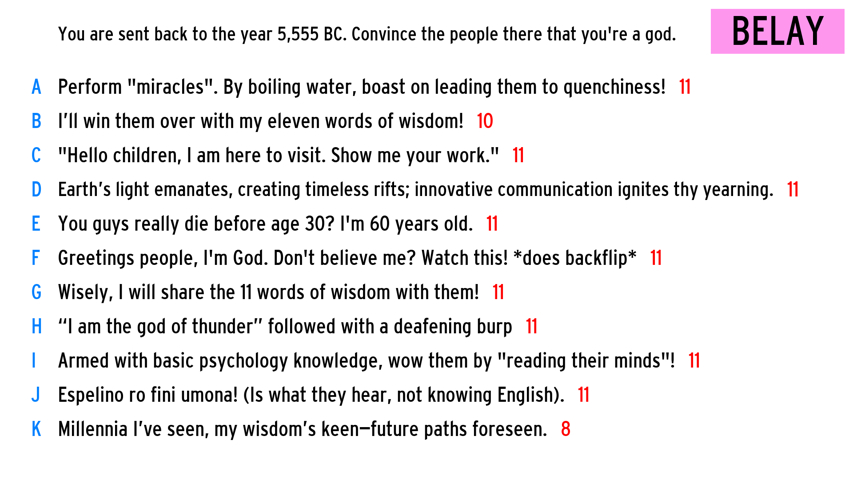 You are sent back to the year 5,555 BC. Convince the people there that you're a god.
BELAY
A Perform "miracles". By boiling water, boast on leading them to quenchiness! 11
B I’ll win them over with my eleven words of wisdom! 10
C "Hello children, I am here to visit. Show me your work." 11
D Earth’s light emanates, creating timeless rifts; innovative communication ignites thy yearning. 11
E You guys really die before age 30? I'm 60 years old. 11
F Greetings people, I'm God. Don't believe me? Watch this! *does backflip* 11
G Wisely, I will share the 11 words of wisdom with them! 11
H “I am the god of thunder” followed with a deafening burp 11
I Armed with basic psychology knowledge, wow them by "reading their minds"! 11
J Espelino ro fini umona! (Is what they hear, not knowing English). 11
K Millennia I’ve seen, my wisdom’s keen—future paths foreseen. 8